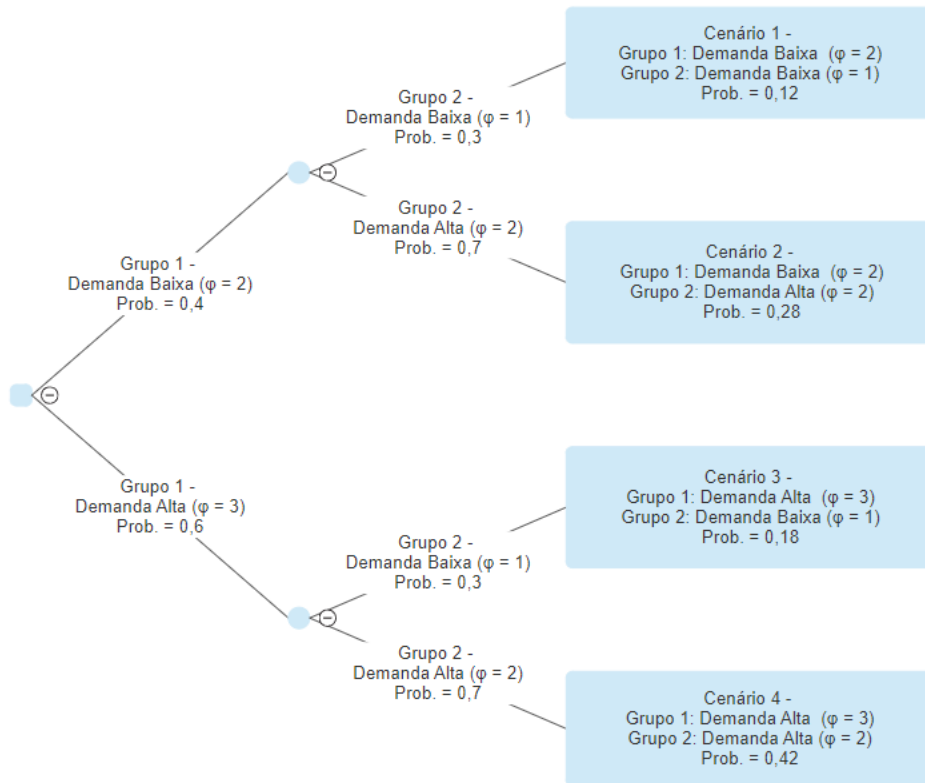 Cenário 1 -
Grupo 1: Demanda Baixa  (φ = 2)
Grupo 2: Demanda Baixa (φ = 1)
Prob. = 0,12
Grupo 2 -
Demanda Baixa (φ = 1)
Prob. = 0,3
Grupo 2 -
Demanda Alta (φ = 2)
Prob. = 0,7
Cenário 2 -
Grupo 1: Demanda Baixa  (φ = 2)
Grupo 2: Demanda Alta (φ = 2)
Prob. = 0,28
Grupo 1 -
Demanda Baixa (φ = 2)
Prob. = 0,4
Grupo 1 -
Demanda Alta (φ = 3)
Prob. = 0,6
Cenário 3 -
Grupo 1: Demanda Alta  (φ = 3)
Grupo 2: Demanda Baixa (φ = 1)
Prob. = 0,18
Grupo 2 -
Demanda Baixa (φ = 1)
Prob. = 0,3
Grupo 2 -
Demanda Alta (φ = 2)
Prob. = 0,7
Cenário 4 -
Grupo 1: Demanda Alta  (φ = 3)
Grupo 2: Demanda Alta (φ = 2)
Prob. = 0,42